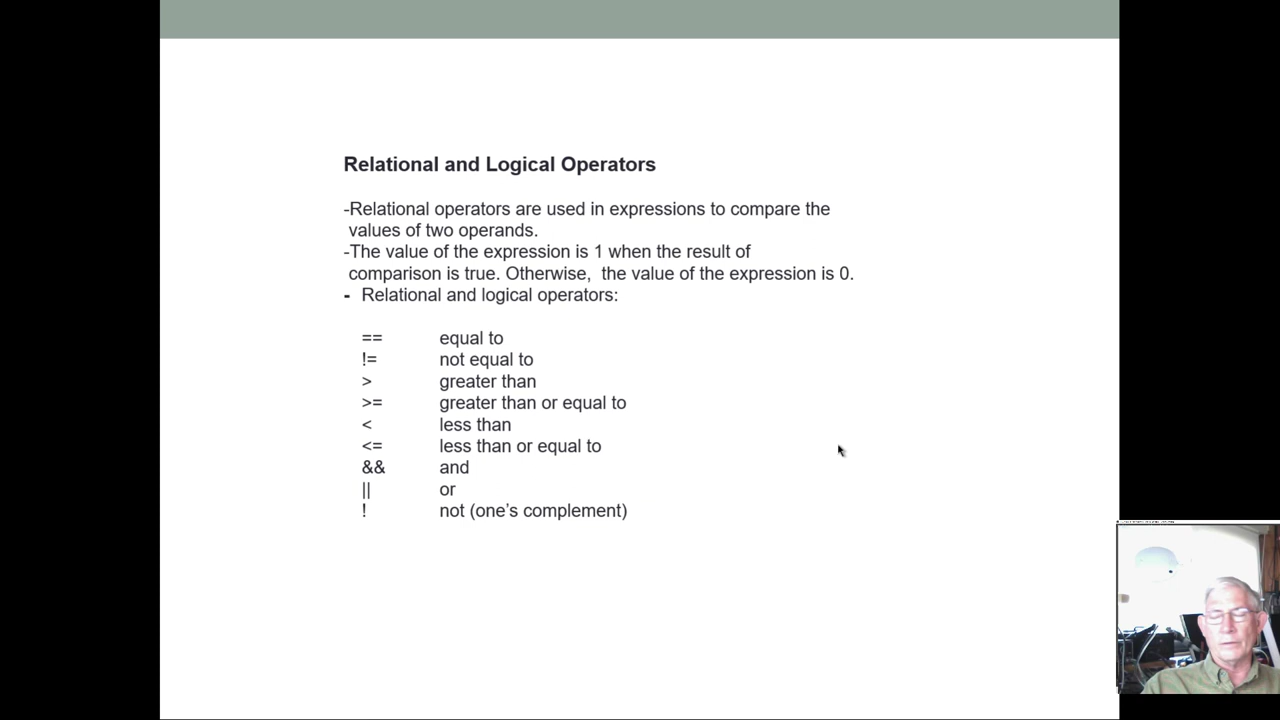 Relational and Logical Operators
-Relational operators are used in expressions to compare the
values of two operands.
-The value of the expression is 1 when the result of
comparison is true. Otherwise, the value of the expression is 0.
- Relational and logical operators:
== equal to
!= not equal to
> greater than
>= greater than or equal to
< less than
<= less than or equal to
&& and
|| or
! not (one’s complement)